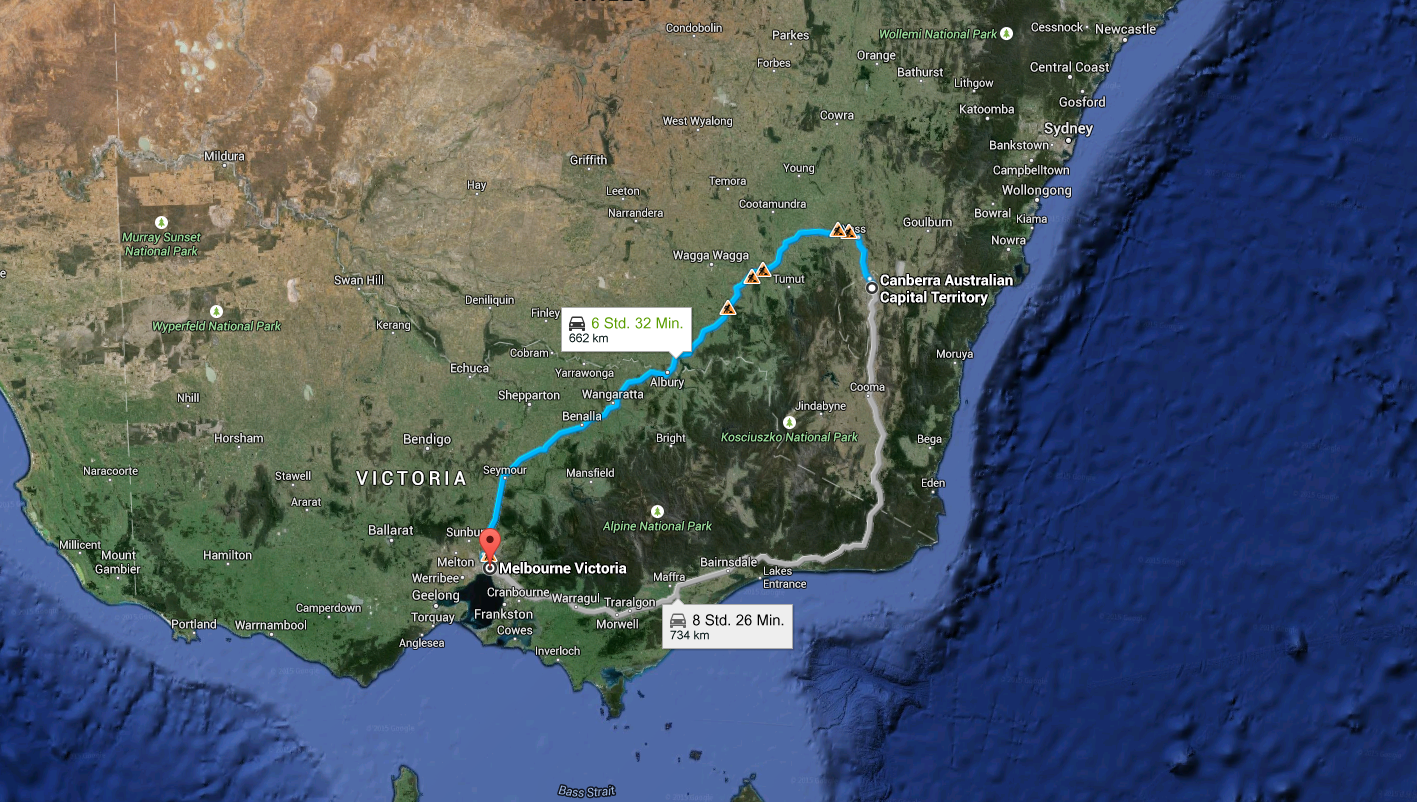 Condobolin
Parkes
Wollemi National Park
Cessnock
Newcastle
Forbes
Orange
Bathurst
Lithgow
Central Coast
Gosford
Katoomba
West Wyalong
Cowra
Sydney
Bankstown
Mildura
Griffith
Young
Campbelltown
Hay
Leeton
Temora
Wollongong
Narrandera
Cootamundra
Bowral
Kiama
Goulburn
Murray Sunset
National Park
ss
Nowra
Wagga Wagga
Swan Hill
Tumut
Canberra Australian
Capital Territory
Deniliquin
Finley
Wyperfeld National Park
Kerang
6 Std. 32 Min.
662 km
Cobram
Moruya
Echuca
Yarrawonga
Albury
Cooma
Nhill
Shepparton
Wangaratta
Jindabyne
Benalla
Horsham
Bendigo
Bright
Kosciuszko National Park
Bega
Naracoorte
Stawell
VICTORIA
Seymour
Mansfield
Eden
Ararat
Ballarat
Sunbu
Alpine National Park
Millicent
Mount
Gambier
Hamilton
Melton
Melbourne Victoria
Bairnsdale
Lakes
Entrance
Werribee
Maffra
Geelong
Cranbourne
Warragul
Traralgon
Camperdown
Torquay
Frankston
Morwell
8 Std. 26 Min.
734 km
Portland
Warrnambool
Cowes
Anglesea
Inverloch
Bass Strait